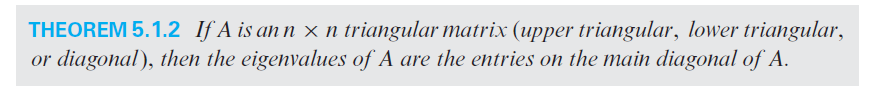 THEOREM 5.1.2 If A is an n × n triangular matrix (upper triangular, lower triangular,
or diagonal), then the eigenvalues of A are the entries on the main diagonal of A.